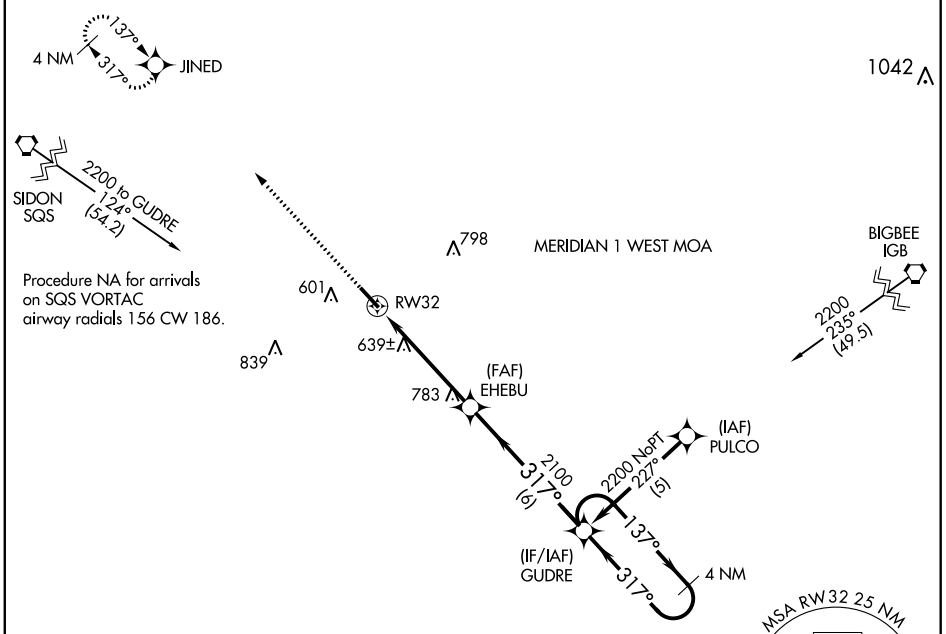 137°
4 NM
317°
JINED
1042
SIDON
SQS
2200 to GUDRE
124°
(54.2)
Procedure NA for arrivals
on SQS VORTAC
airway radials 156 CW 186.
798
MERIDIAN 1 WEST MOA
BIGBEE
IGB
2200
235°
(49.5)
601
RW32
839
639±
783
(FAF)
EHEBU
2100
317°
(6)
2200 NoPT
227°
(5)
(IAF)
PULCO
(IF/IAF)
GUDRE
137°
317°
4 NM
MSA RW32 25 NM